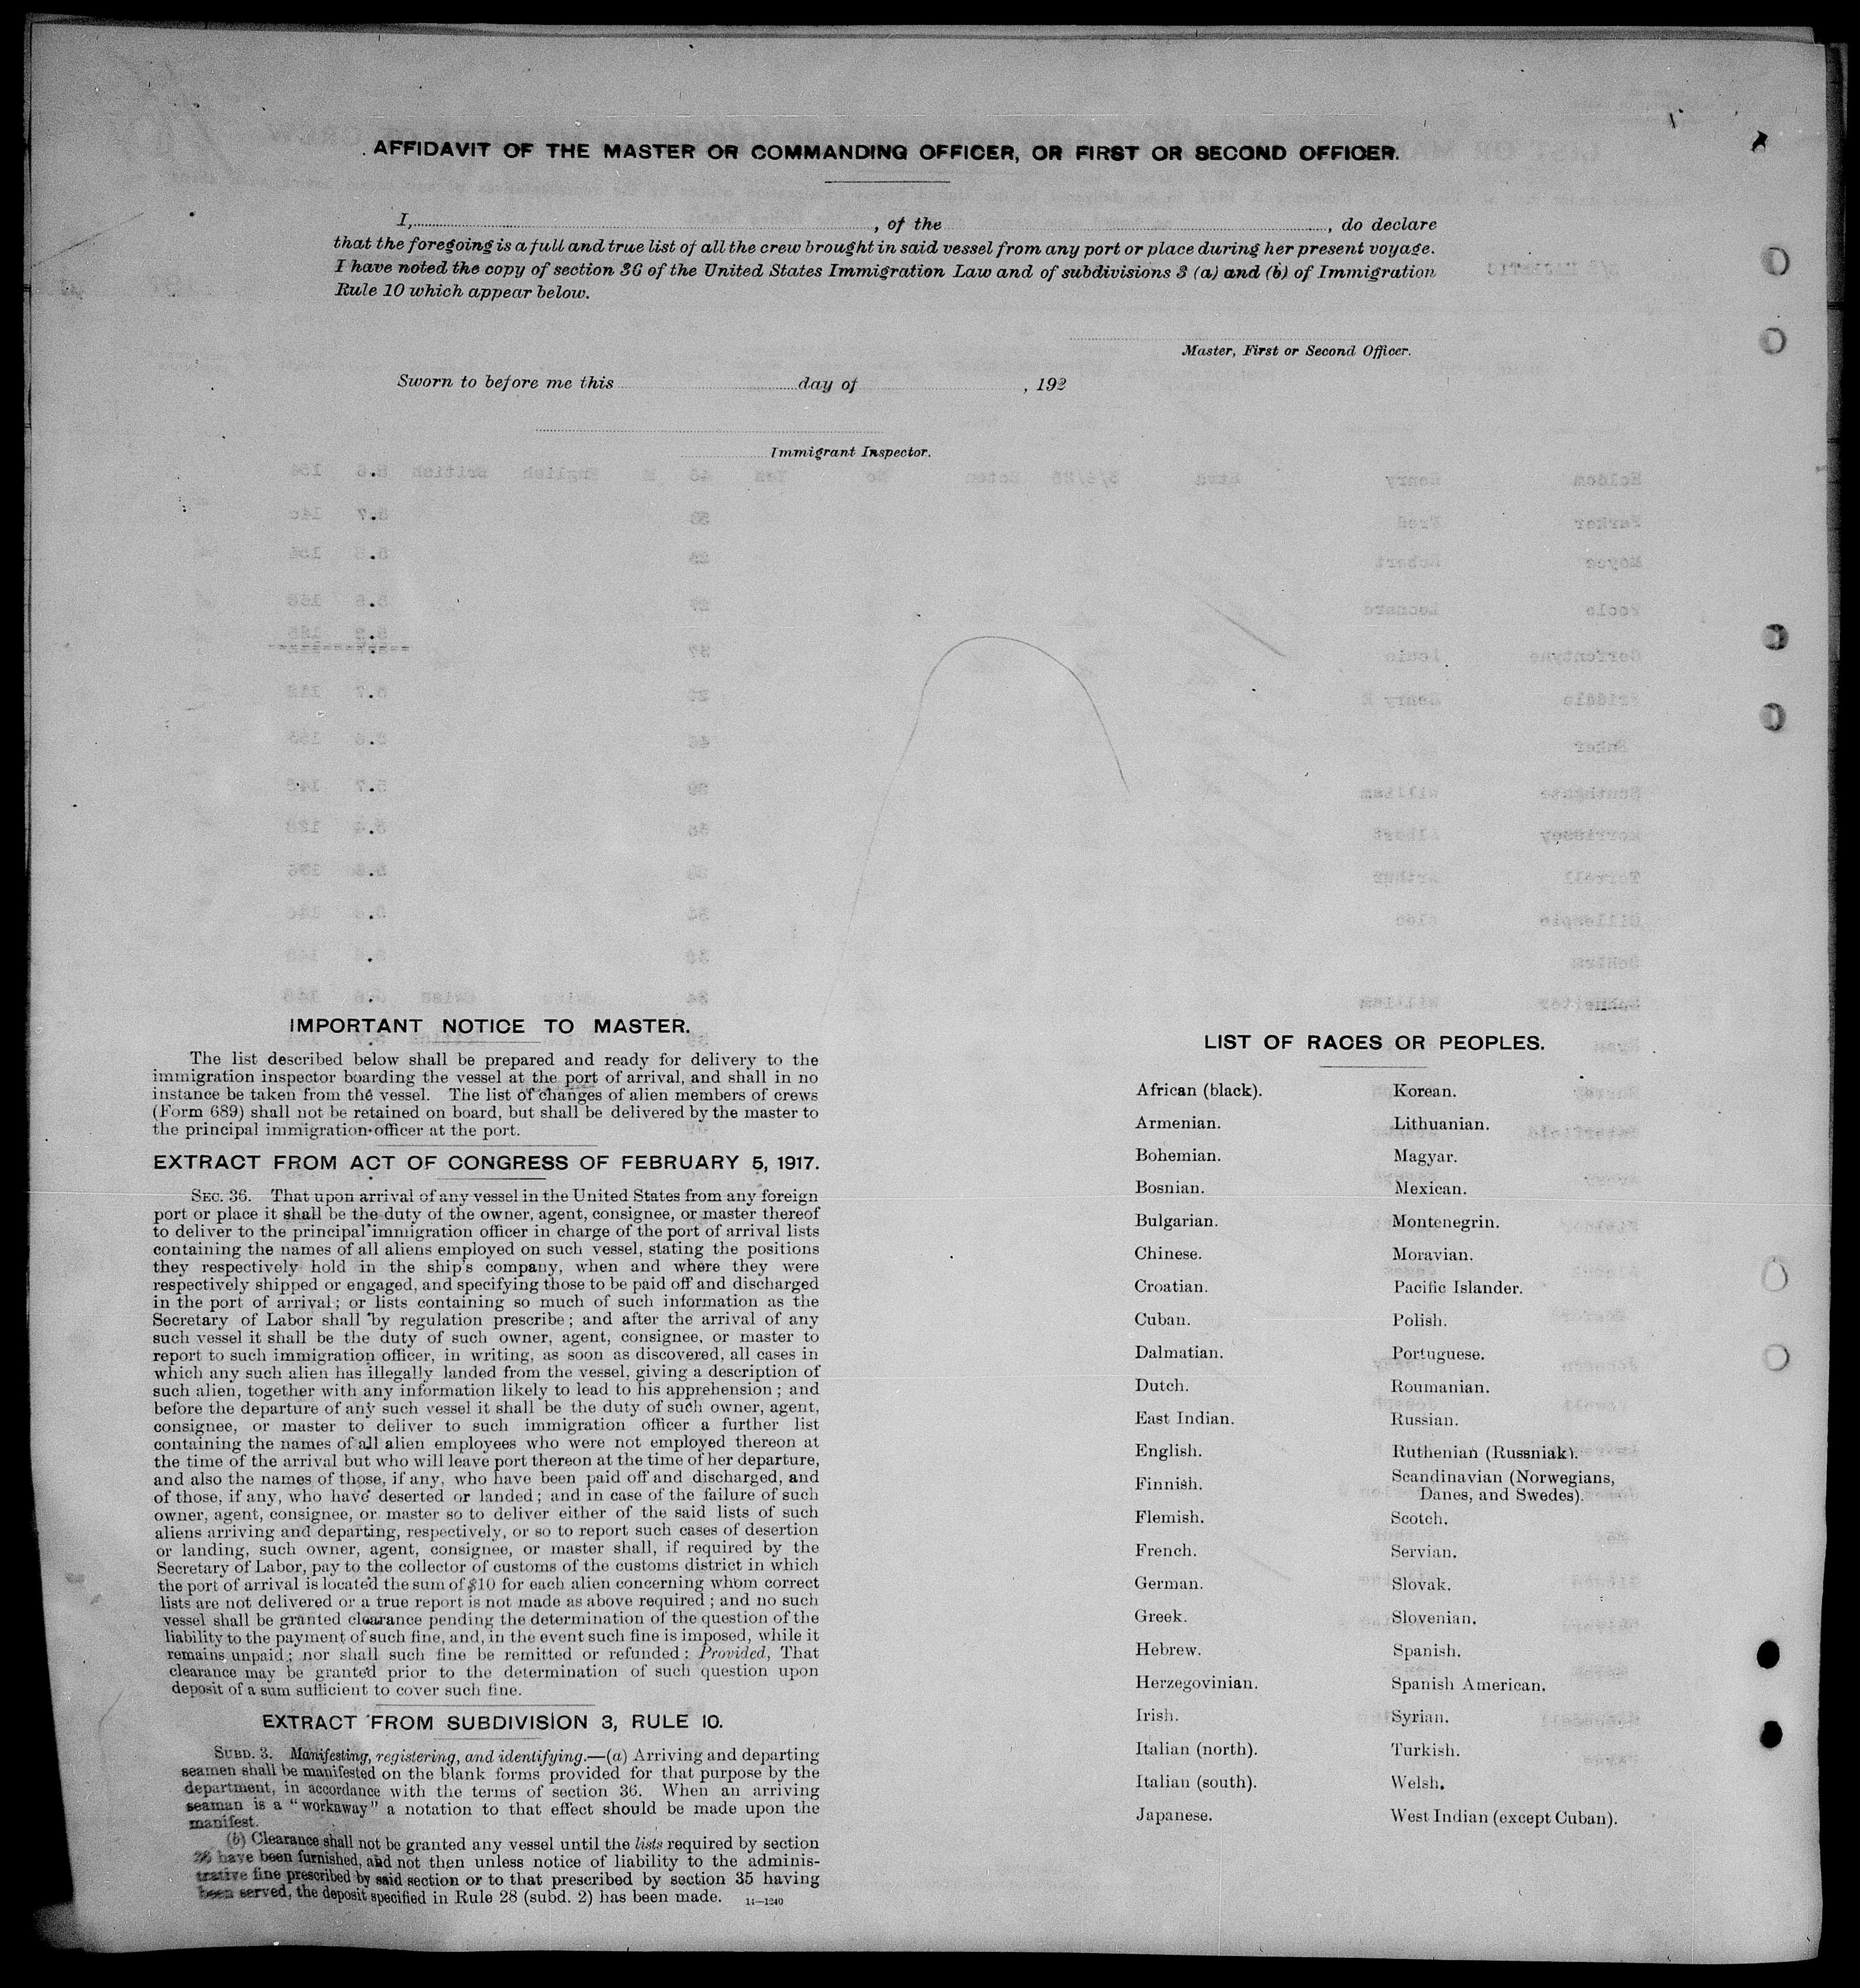 AFFIDAVIT OF THE MASTER OR COMMANDING OFFICER, OR FIRST OR SECOND OFFICER.
I, , of the , do declare
that the foregoing is a full and true list of all the crew brought in said vessel from any port or place during her present voyage.
I have noted the copy of section 36 of the United States Immigration Law and of subdivisions 3 (a) and (b) of Immigration
Rule 10 which appear below.
Master, First or Second Officer.
Sworn to before me this day of , 192
Immigrant Inspector.
IMPORTANT NOTICE TO MASTER.
The list described below shall be prepared and ready for delivery to the
immigration inspector boarding the vessel at the port of arrival, and shall in no
instance be taken from the vessel. The list of changes of alien members of crews
(Form 689) shall not be retained on board, but shall be delivered by the master to
the principal immigration officer at the port.
EXTRACT FROM ACT OF CONGRESS OF FEBRUARY 5, 1917.
SEC. 36. That upon arrival of any vessel in the United States from any foreign
port or place it shall be the duty of the owner, agent, consignee, or master thereof
to deliver to the principal immigration officer in charge of the port of arrival lists
containing the names of all aliens employed on such vessel, stating the positions
they respectively hold in the ship's company, when and where they were
respectively shipped or engaged, and specifying those to be paid off and discharged
in the port of arrival; or lists containing so much of such information as the
Secretary of Labor shall by regulation prescribe; and after the arrival of any
such vessel it shall be the duty of such owner, agent, consignee, or master to
report to such immigration officer, in writing, as soon as discovered, all cases in
which any such alien has illegally landed from the vessel, giving a description of
such alien, together with any information likely to lead to his apprehension; and
before the departure of any such vessel it shall be the duty of such owner, agent,
consignee, or master to deliver to such immigration officer a further list
containing the names of all alien employees who were not employed thereon at
the time of the arrival but who will leave port thereon at the time of her departure,
and also the names of those, if any, who have been paid off and discharged, and
of those, if any, who have deserted or landed; and in case of the failure of such
owner, agent, consignee, or master so to deliver either of the said lists of such
aliens arriving and departing, respectively, or so to report such cases of desertion
or landing, such owner, agent, consignee, or master shall, if required by the
Secretary of Labor, pay to the collector of customs of the customs district in which
the port of arrival is located the sum of $10 for each alien concerning whom correct
lists are not delivered or a true report is not made as above required; and no such
vessel shall be granted clearance pending the determination of the question of the
liability to the payment of such fine, and, in the event such fine is imposed, while it
remains unpaid; nor shall such fine be remitted or refunded: Provided, That
clearance may be granted prior to the determination of such question upon
deposit of a sum sufficient to cover such fine.
EXTRACT FROM SUBDIVISION 3, RULE 10.
SUBD. 3. Manifesting, registering, and identifying.—(a) Arriving and departing
seamen shall be manifested on the blank forms provided for that purpose by the
department, in accordance with the terms of section 36. When an arriving
seaman is a "workaway" a notation to that effect should be made upon the
manifest.
(b) Clearance shall not be granted any vessel until the lists required by section
36 have been furnished, and not then unless notice of liability to the adminis-
trative fine prescribed by said section or to that prescribed by section 35 having
been served, the deposit specified in Rule 28 (subd. 2) has been made. 14—1240
LIST OF RACES OR PEOPLES.
African (black). Korean.
Armenian. Lithuanian.
Bohemian. Magyar.
Bosnian. Mexican.
Bulgarian. Montenegrin.
Chinese. Moravian.
Croatian. Pacific Islander.
Cuban. Polish.
Dalmatian. Portuguese.
Dutch. Roumanian.
East Indian. Russian.
English. Ruthenian (Russniak).
Finnish. Scandinavian (Norwegians,
Danes, and Swedes).
Flemish. Scotch.
French. Servian.
German. Slovak.
Greek. Slovenian.
Hebrew. Spanish.
Herzegovinian. Spanish American.
Irish. Syrian.
Italian (north). Turkish.
Italian (south). Welsh.
Japanese. West Indian (except Cuban).